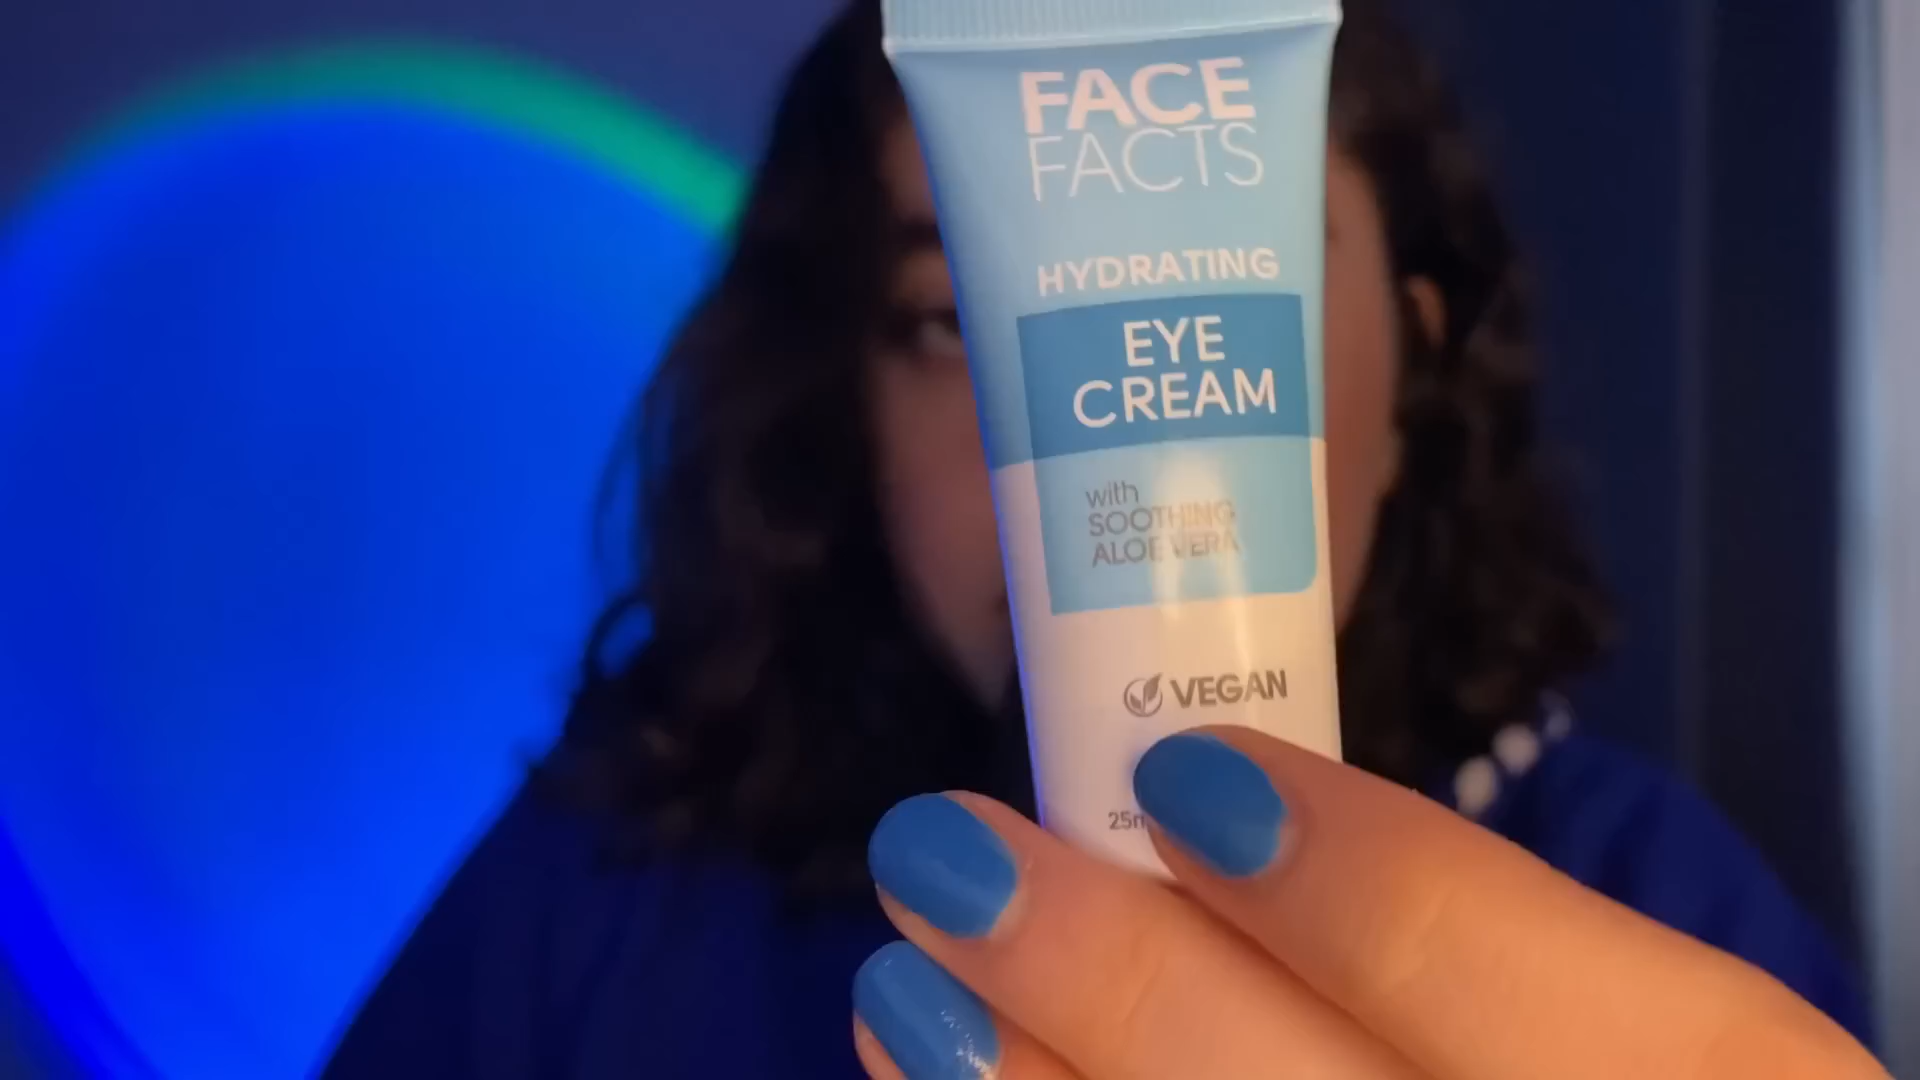 FACE
FACTS
HYDRATING
EYE
CREAM
with
SOOTHING
ALOE VERA
VEGAN